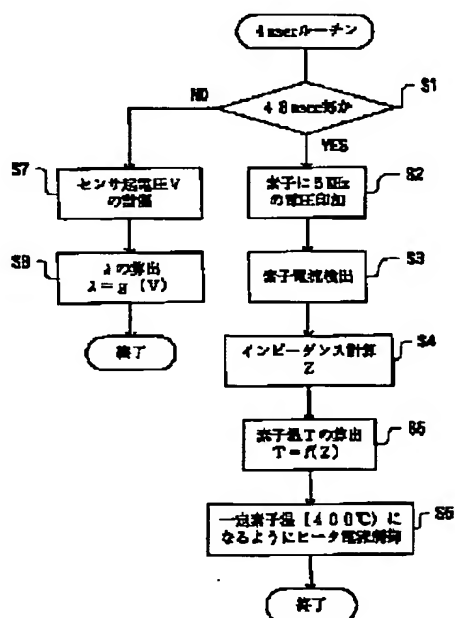 4msecルーチン
48msec毎か
S1
NO
YES
S7
センサ起電圧V
の計測
S2
素子に5KHz
の電圧印加
S8
λの算出
λ=g (V)
S3
素子電流検出
終了
インピーダンス計算
Z
S4
素子温Tの算出
T=f(Z)
S5
一定素子温(400℃)に
なるようにヒータ電流制御
S6
終了